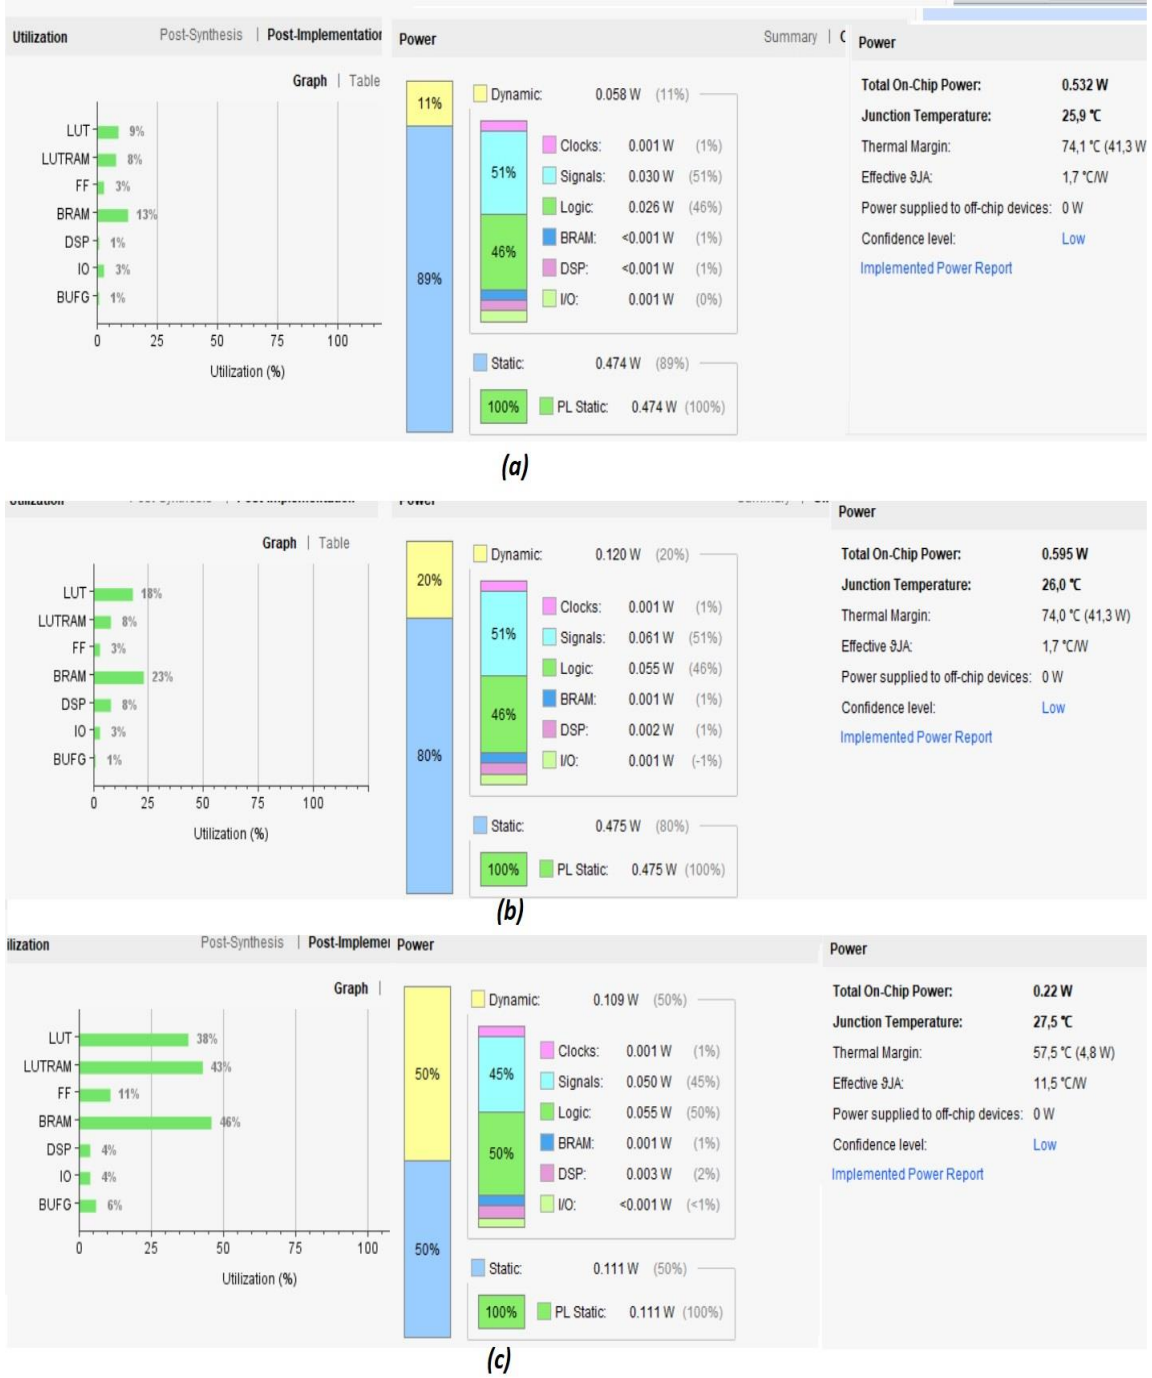 Utilization
Post-Synthesis | Post-Implementation
Graph | Table
LUT 9%
LUTRAM 8%
FF 3%
BRAM 13%
DSP 1%
IO 3%
BUFG 1%
0 25 50 75 100
Utilization (%)
Power
Summary |
11%
89%
Dynamic: 0.058 W (11%)
51%
46%
Clocks: 0.001 W (1%)
Signals: 0.030 W (51%)
Logic: 0.026 W (46%)
BRAM: <0.001 W (1%)
DSP: <0.001 W (1%)
I/O: 0.001 W (0%)
Static: 0.474 W (89%)
100% PL Static: 0.474 W (100%)
Power
Total On-Chip Power: 0.532 W
Junction Temperature: 25,9 °C
Thermal Margin: 74,1 °C (41,3 W
Effective ϑJA: 1,7 °C/W
Power supplied to off-chip devices: 0 W
Confidence level: Low
Implemented Power Report
(a)
Graph | Table
LUT 18%
LUTRAM 8%
FF 3%
BRAM 23%
DSP 8%
IO 3%
BUFG 1%
0 25 50 75 100
Utilization (%)
20%
80%
Dynamic: 0.120 W (20%)
51%
46%
Clocks: 0.001 W (1%)
Signals: 0.061 W (51%)
Logic: 0.055 W (46%)
BRAM: 0.001 W (1%)
DSP: 0.002 W (1%)
I/O: 0.001 W (-1%)
Static: 0.475 W (80%)
100% PL Static: 0.475 W (100%)
Power
Total On-Chip Power: 0.595 W
Junction Temperature: 26,0 °C
Thermal Margin: 74,0 °C (41,3 W)
Effective ϑJA: 1,7 °C/W
Power supplied to off-chip devices: 0 W
Confidence level: Low
Implemented Power Report
(b)
ilization
Post-Synthesis | Post-Implemen
Graph |
LUT 38%
LUTRAM 43%
FF 11%
BRAM 46%
DSP 4%
IO 4%
BUFG 6%
0 25 50 75 100
Utilization (%)
Power
50%
50%
Dynamic: 0.109 W (50%)
45%
50%
Clocks: 0.001 W (1%)
Signals: 0.050 W (45%)
Logic: 0.055 W (50%)
BRAM: 0.001 W (1%)
DSP: 0.003 W (2%)
I/O: <0.001 W (<1%)
Static: 0.111 W (50%)
100% PL Static: 0.111 W (100%)
Power
Total On-Chip Power: 0.22 W
Junction Temperature: 27,5 °C
Thermal Margin: 57,5 °C (4,8 W)
Effective ϑJA: 11,5 °C/W
Power supplied to off-chip devices: 0 W
Confidence level: Low
Implemented Power Report
(c)